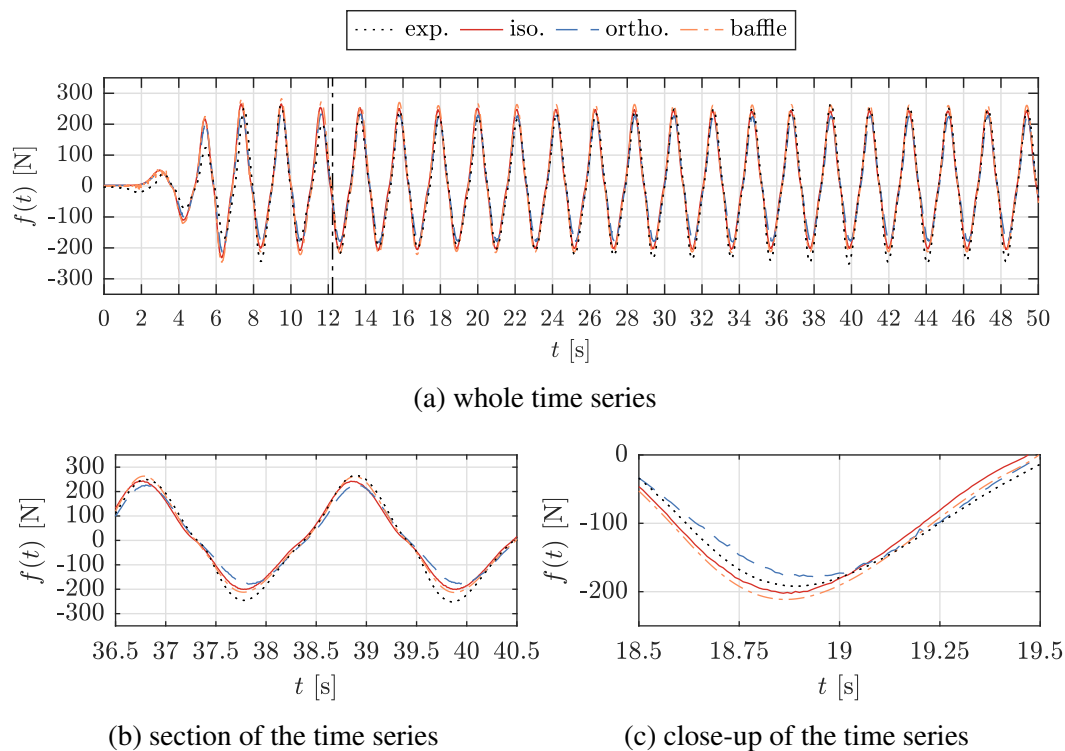 exp. iso. ortho. baffle
300
200
100
0
-100
-200
-300
f(t) [N]
0 2 4 6 8 10 12 14 16 18 20 22 24 26 28 30 32 34 36 38 40 42 44 46 48 50
t [s]
(a) whole time series
300
200
100
0
-100
-200
-300
f(t) [N]
36.5 37 37.5 38 38.5 39 39.5 40 40.5
t [s]
(b) section of the time series
0
-100
-200
f(t) [N]
18.5 18.75 19 19.25 19.5
t [s]
(c) close-up of the time series